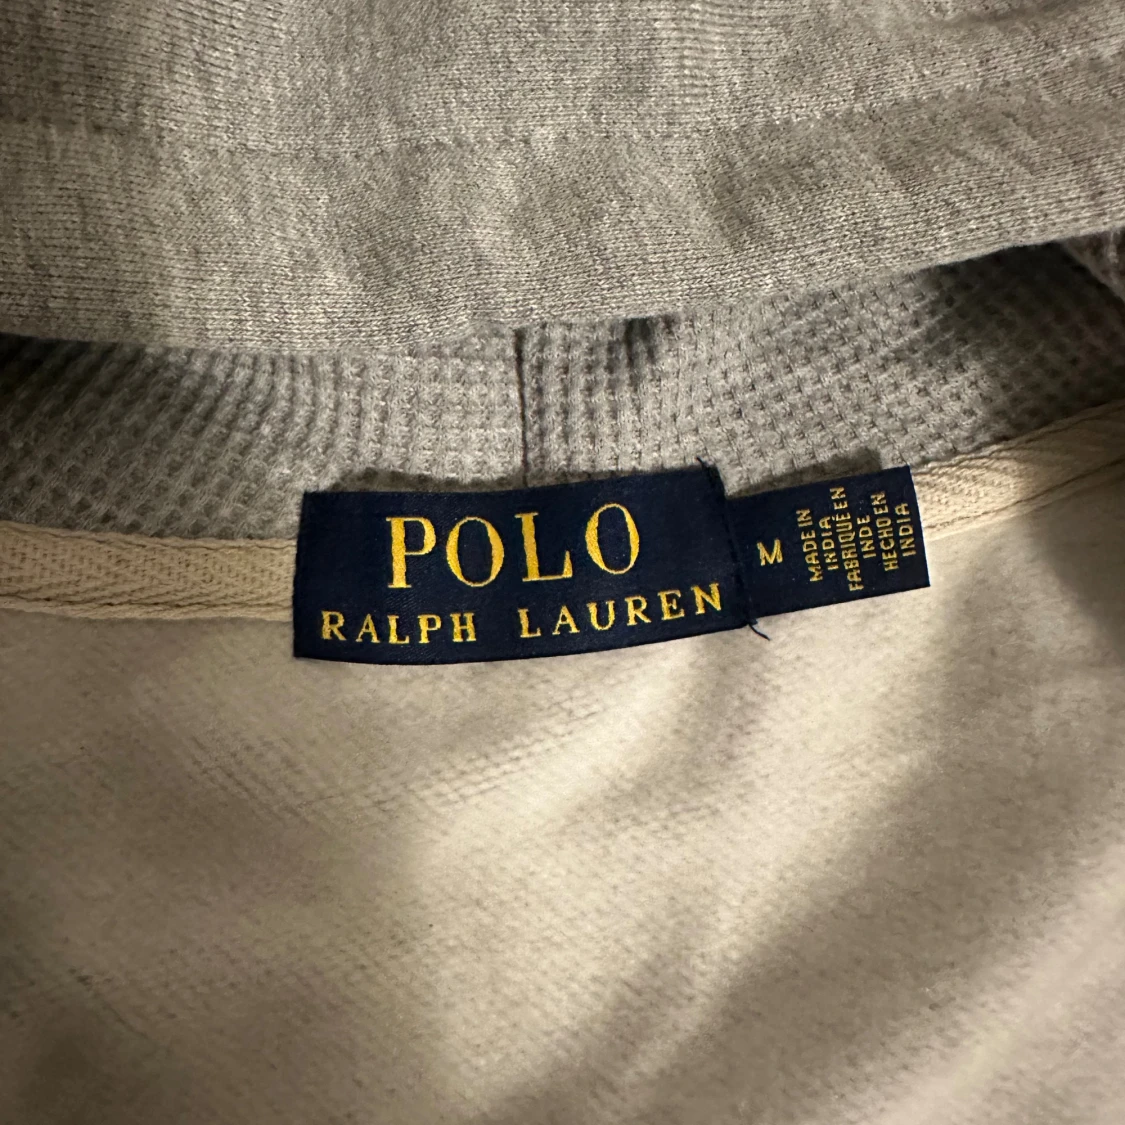 POLO
RALPH LAUREN
M
MADE IN
INDIA
FABRIQUÉ EN
INDE
HECHO EN
INDIA